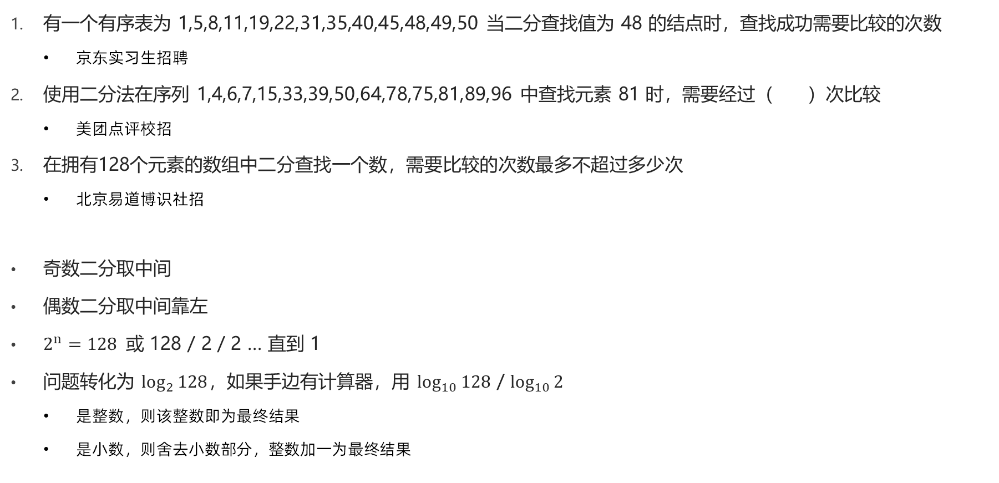 1. 有一个有序表为 1,5,8,11,19,22,31,35,40,45,48,49,50 当二分查找值为 48 的结点时，查找成功需要比较的次数
• 京东实习生招聘
2. 使用二分法在序列 1,4,6,7,15,33,39,50,64,78,75,81,89,96 中查找元素 81 时，需要经过（　　）次比较
• 美团点评校招
3. 在拥有128个元素的数组中二分查找一个数，需要比较的次数最多不超过多少次
• 北京易道博识社招
• 奇数二分取中间
• 偶数二分取中间靠左
• 2ⁿ = 128 或 128 / 2 / 2 … 直到 1
• 问题转化为 log₂ 128，如果手边有计算器，用 log₁₀ 128 / log₁₀ 2
• 是整数，则该整数即为最终结果
• 是小数，则舍去小数部分，整数加一为最终结果